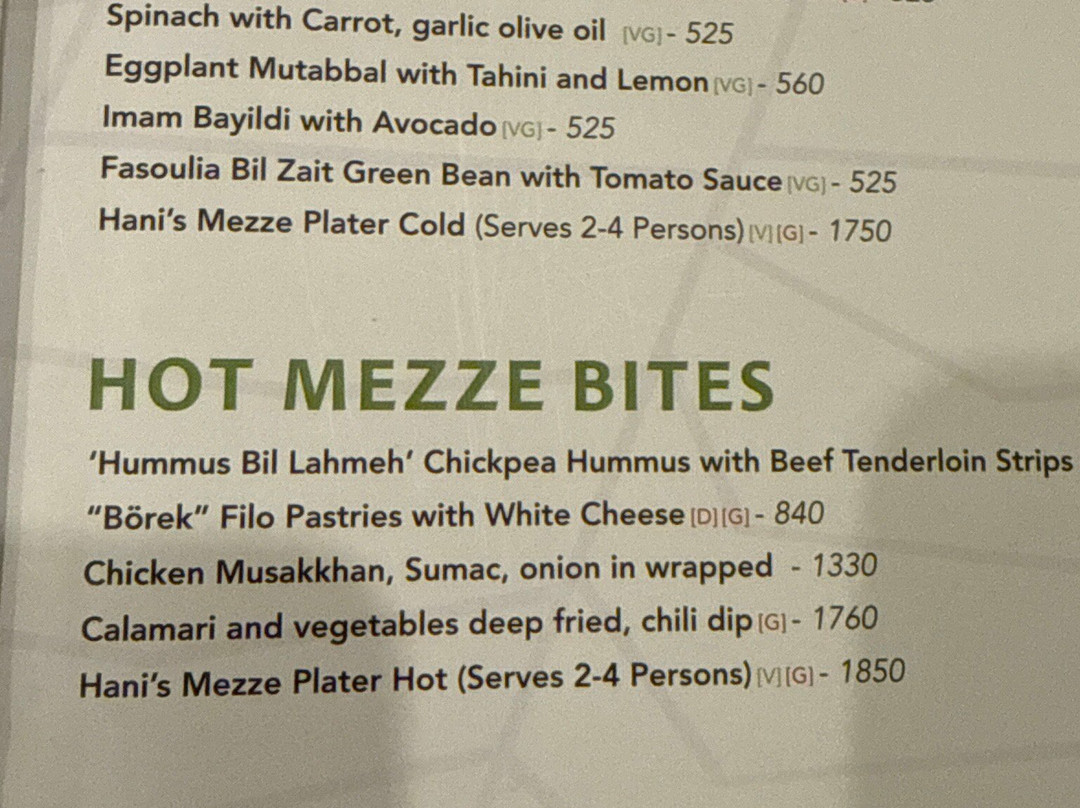 Spinach with Carrot, garlic olive oil [VG] - 525
Eggplant Mutabbal with Tahini and Lemon [VG] - 560
Imam Bayildi with Avocado [VG] - 525
Fasoulia Bil Zait Green Bean with Tomato Sauce [VG] - 525
Hani's Mezze Plater Cold (Serves 2-4 Persons) [V] [G] - 1750
HOT MEZZE BITES
'Hummus Bil Lahmeh' Chickpea Hummus with Beef Tenderloin Strips
"Börek" Filo Pastries with White Cheese [D] [G] - 840
Chicken Musakkhan, Sumac, onion in wrapped - 1330
Calamari and vegetables deep fried, chili dip [G] - 1760
Hani's Mezze Plater Hot (Serves 2-4 Persons) [V] [G] - 1850